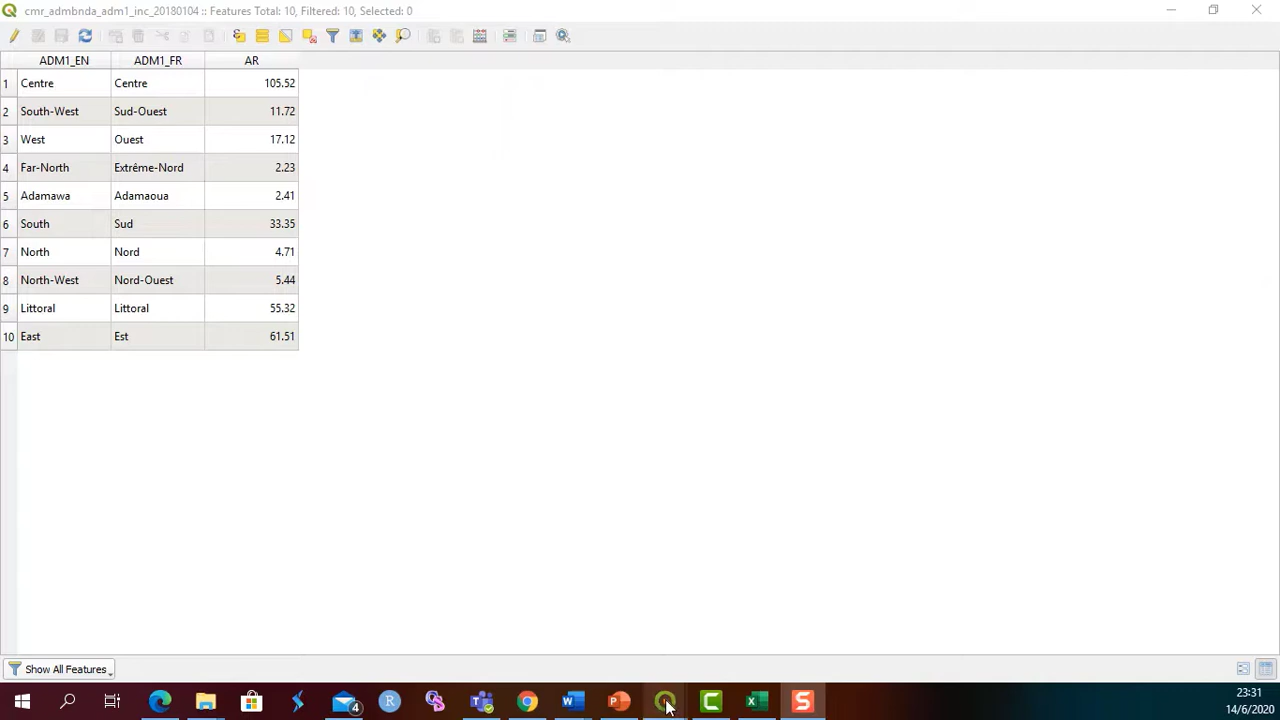 cmr_admbnda_adm1_inc_20180104 :: Features Total: 10, Filtered: 10, Selected: 0
ADM1_EN ADM1_FR AR
1 Centre Centre 105.52
2 South-West Sud-Ouest 11.72
3 West Ouest 17.12
4 Far-North Extrême-Nord 2.23
5 Adamawa Adamaoua 2.41
6 South Sud 33.35
7 North Nord 4.71
8 North-West Nord-Ouest 5.44
9 Littoral Littoral 55.32
10 East Est 61.51
Show All Features
4
23:31
14/6/2020